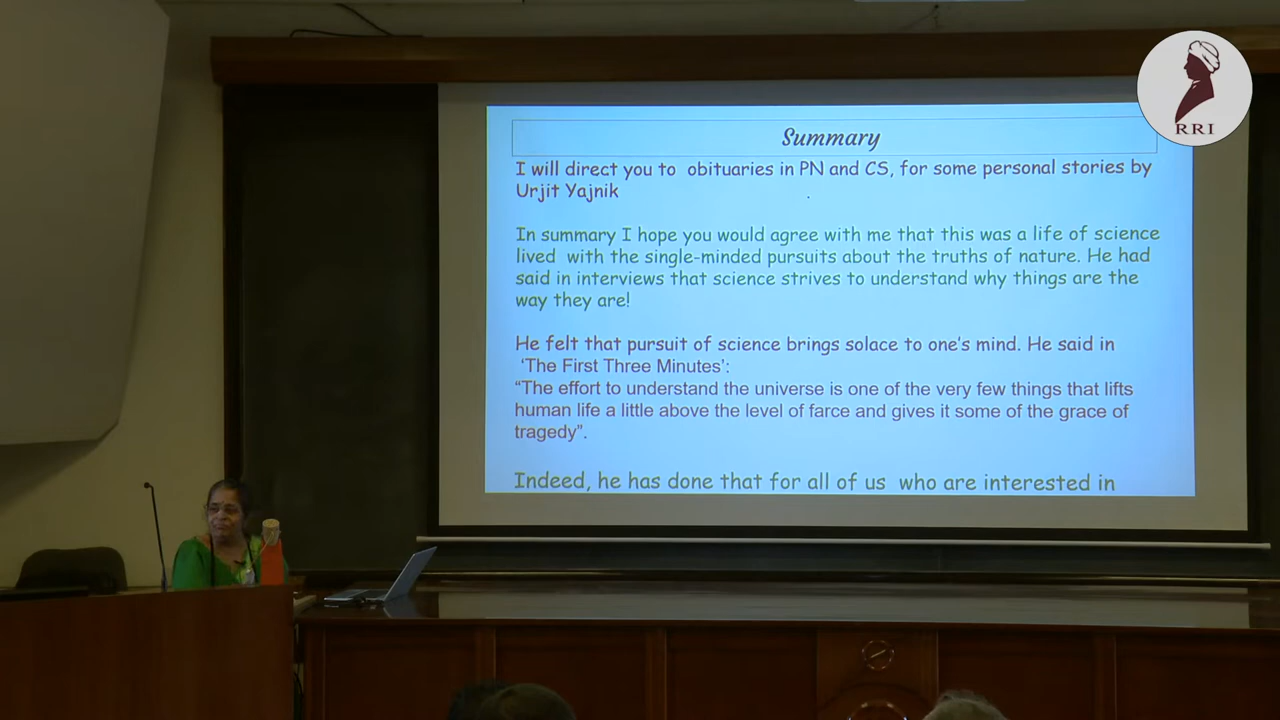 RRI
Summary
I will direct you to obituaries in PN and CS, for some personal stories by
Urjit Yajnik
In summary I hope you would agree with me that this was a life of science
lived with the single-minded pursuits about the truths of nature. He had
said in interviews that science strives to understand why things are the
way they are!
He felt that pursuit of science brings solace to one's mind. He said in
'The First Three Minutes':
“The effort to understand the universe is one of the very few things that lifts
human life a little above the level of farce and gives it some of the grace of
tragedy”.
Indeed, he has done that for all of us who are interested in